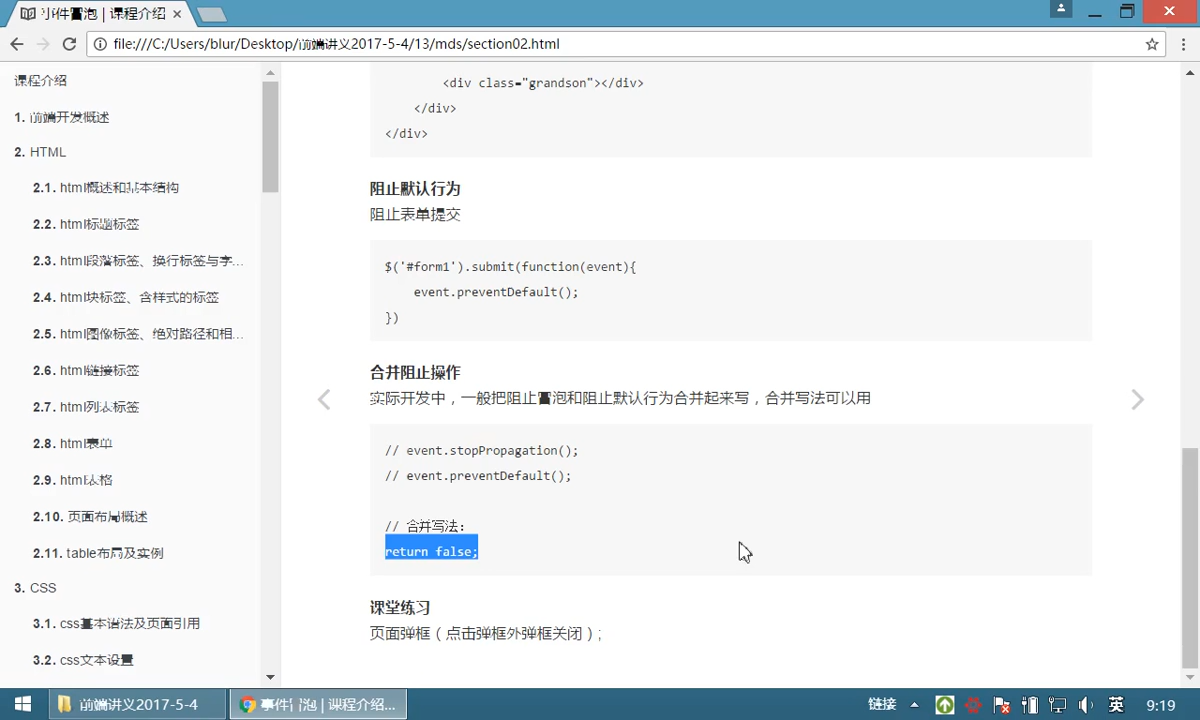 事件冒泡 | 课程介绍
file:///C:/Users/blur/Desktop/前端讲义2017-5-4/13/mds/section02.html
课程介绍
1. 前端开发概述
2. HTML
2.1. html概述和基本结构
2.2. html标题标签
2.3. html段落标签、换行标签与字...
2.4. html块标签、含样式的标签
2.5. html图像标签、绝对路径和相...
2.6. html链接标签
2.7. html列表标签
2.8. html表单
2.9. html表格
2.10. 页面布局概述
2.11. table布局及实例
3. CSS
3.1. css基本语法及页面引用
3.2. css文本设置
<div class="grandson"></div>
</div>
</div>
阻止默认行为
阻止表单提交
$('#form1').submit(function(event){
event.preventDefault();
})
合并阻止操作
实际开发中，一般把阻止冒泡和阻止默认行为合并起来写，合并写法可以用
// event.stopPropagation();
// event.preventDefault();
// 合并写法：
return false;
课堂练习
页面弹框（点击弹框外弹框关闭）;
前端讲义2017-5-4
事件冒泡 | 课程介绍...
链接
英
9:19